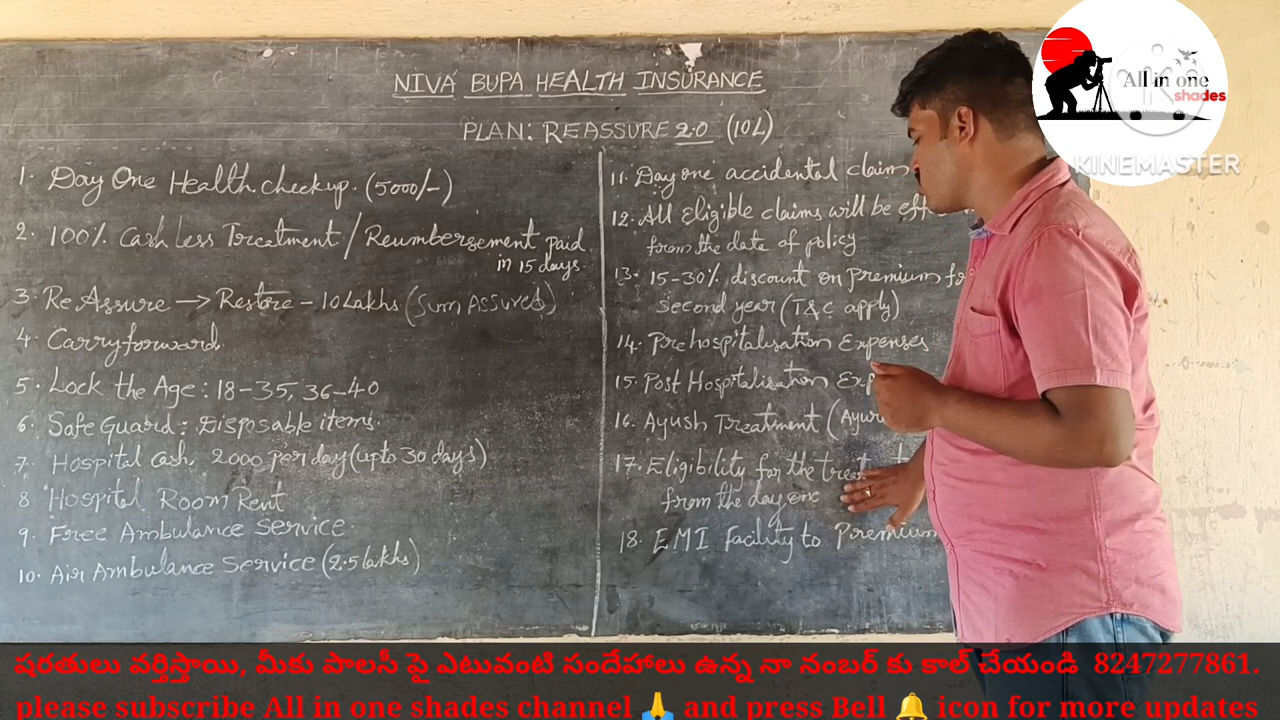 NIVA BUPA HEALTH INSURANCE
PLAN: REASSURE 2.0 (10L)
1. Day One Health checkup. (5000/-)
2. 100% Cash less Treatment / Reumbersement paid
in 15 days.
3. Re Assure → Restore - 10 Lakhs (Sum Assured)
4. Carryforward.
5. Lock the Age: 18-35, 36-40
6. Safe Guard: Disposable items.
7. Hospital Cash, 2000 per day (upto 30 days)
8 Hospital Room Rent
9. Free Ambulance Service.
10. Air Ambulance Service (2.5 lakhs)
11. Day one accidental claim
12. All Eligible claims will be eff
from the date of policy
13. 15-30% discount on Premium
second year (T&C apply)
14. Prehospitalisation Expenses
15. Post Hospitalisation Exp
16. Ayush Treatment (Ayur
17. Eligibility for the treat
from the day one
18. EMI Facility to Premium
All in one
shades
KINEMASTER
షరతులు వర్తిస్తాయి, మీకు పాలసీ పై ఎటువంటి సందేహాలు ఉన్న నా నంబర్ కు కాల్ చేయండి 8247277861.
please subscribe All in one shades channel 🙏 and press Bell 🔔 icon for more updates